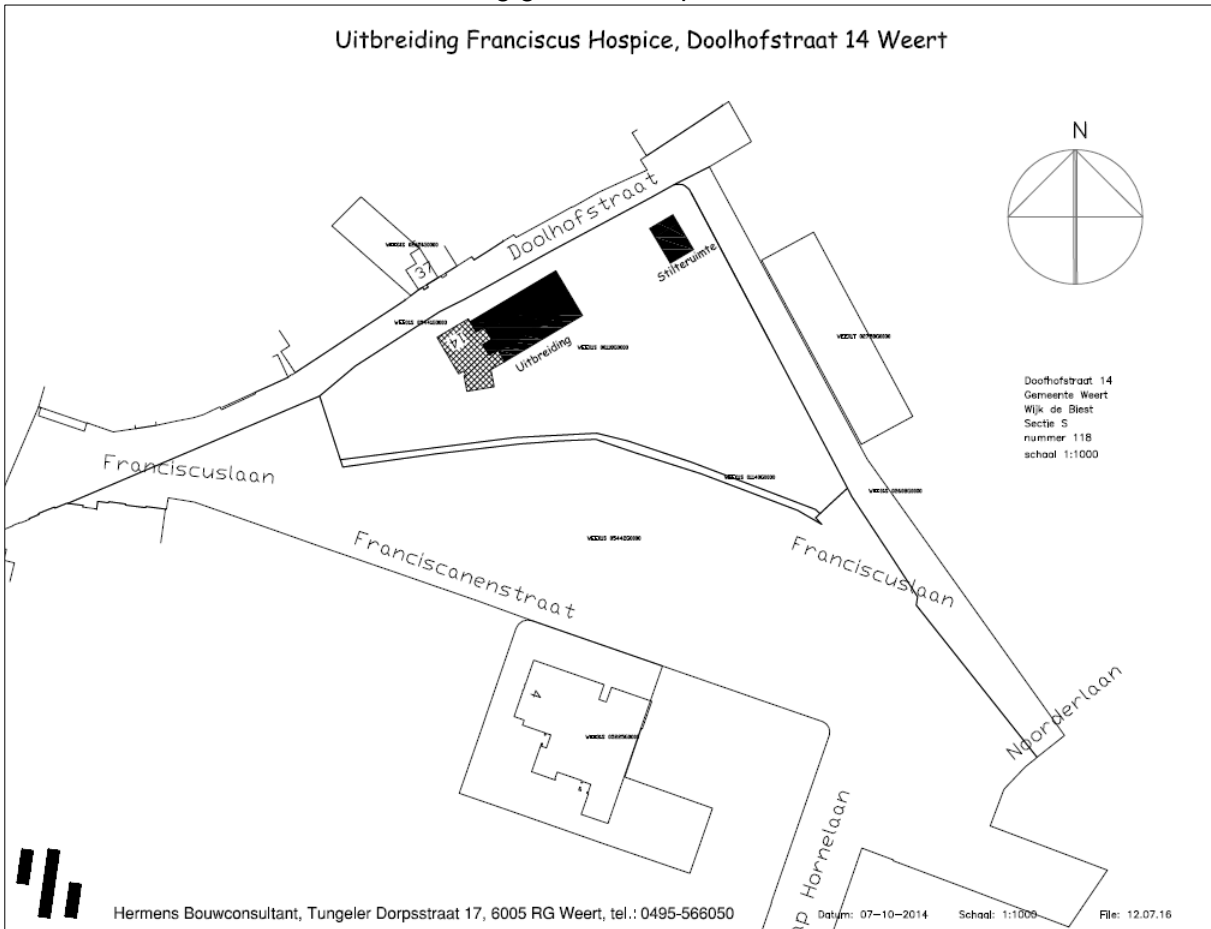 Uitbreiding Franciscus Hospice, Doolhofstraat 14 Weert
N
Doolhofstraat
37
Stilteruimte
14
Uitbreiding
Doolhofstraat 14
Gemeente Weert
Wijk de Biest
Sectie S
nummer 118
schaal 1:1000
Franciscuslaan
Franciscanenstraat
Franciscuslaan
4
Noorderlaan
op Hornelaan
Hermens Bouwconsultant, Tungeler Dorpsstraat 17, 6005 RG Weert, tel.: 0495-566050
Datum: 07-10-2014
Schaal: 1:1000
File: 12.07.16